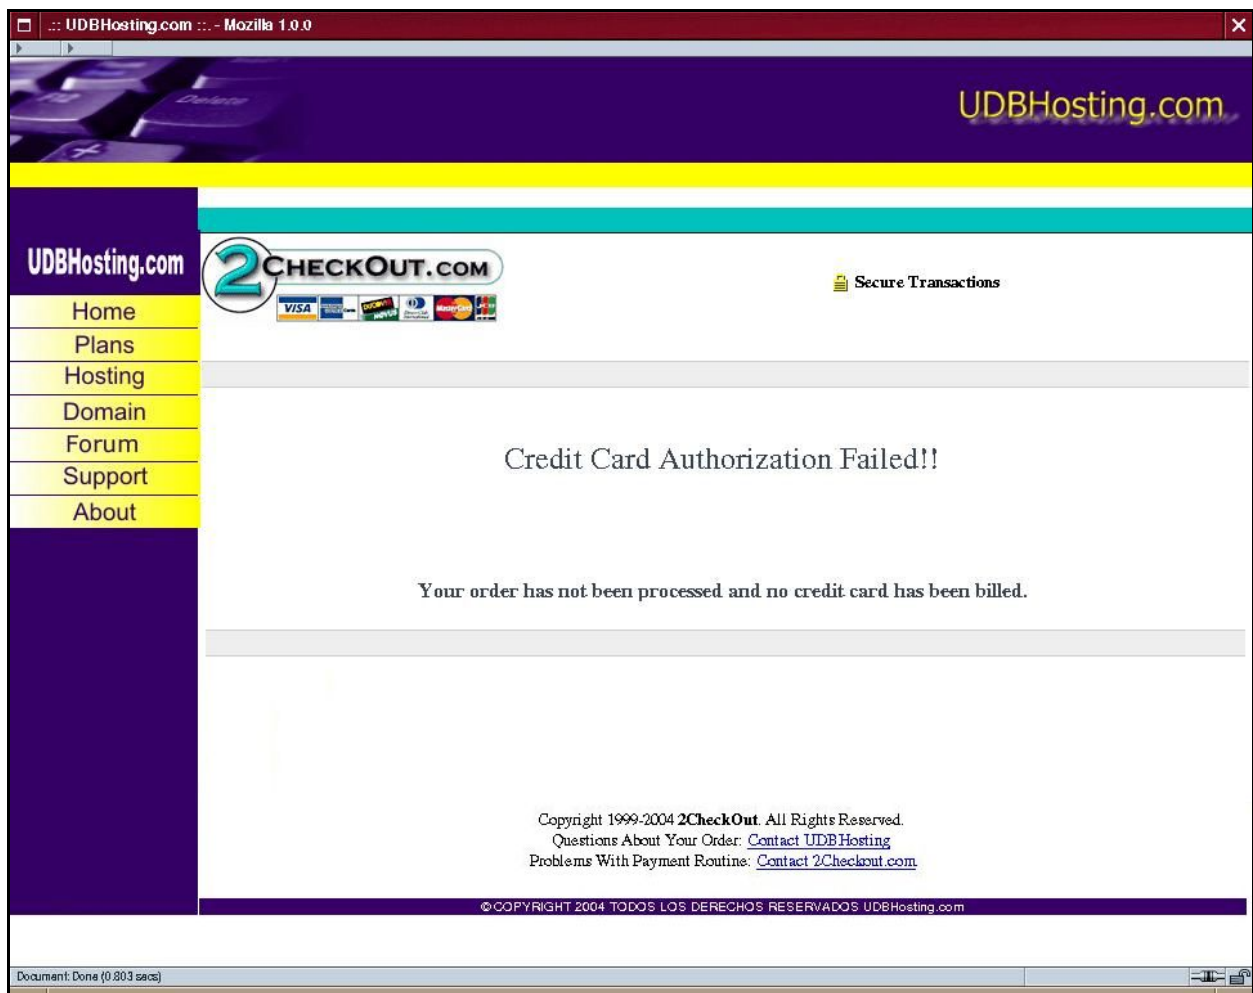 .:: UDBHosting.com ::. - Mozilla 1.0.0
Delete
UDBHosting.com
UDBHosting.com
2CHECKOUT.COM
VISA
MasterCard
JCB
Secure Transactions
Home
Plans
Hosting
Domain
Forum
Support
About
Credit Card Authorization Failed!!
Your order has not been processed and no credit card has been billed.
Copyright 1999-2004 2CheckOut. All Rights Reserved.
Questions About Your Order: Contact UDBHosting
Problems With Payment Routine: Contact 2Checkout.com
©COPYRIGHT 2004 TODOS LOS DERECHOS RESERVADOS UDBHosting.com
Document: Done (0.803 secs)